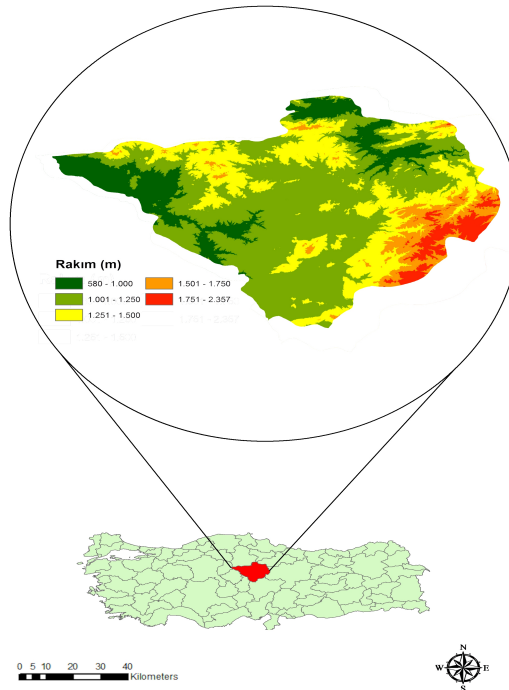 Rakım (m)
580 - 1.000
1.001 - 1.250
1.251 - 1.500
1.501 - 1.750
1.751 - 2.357
0 5 10 20 30 40
Kilometers
N
W E
S